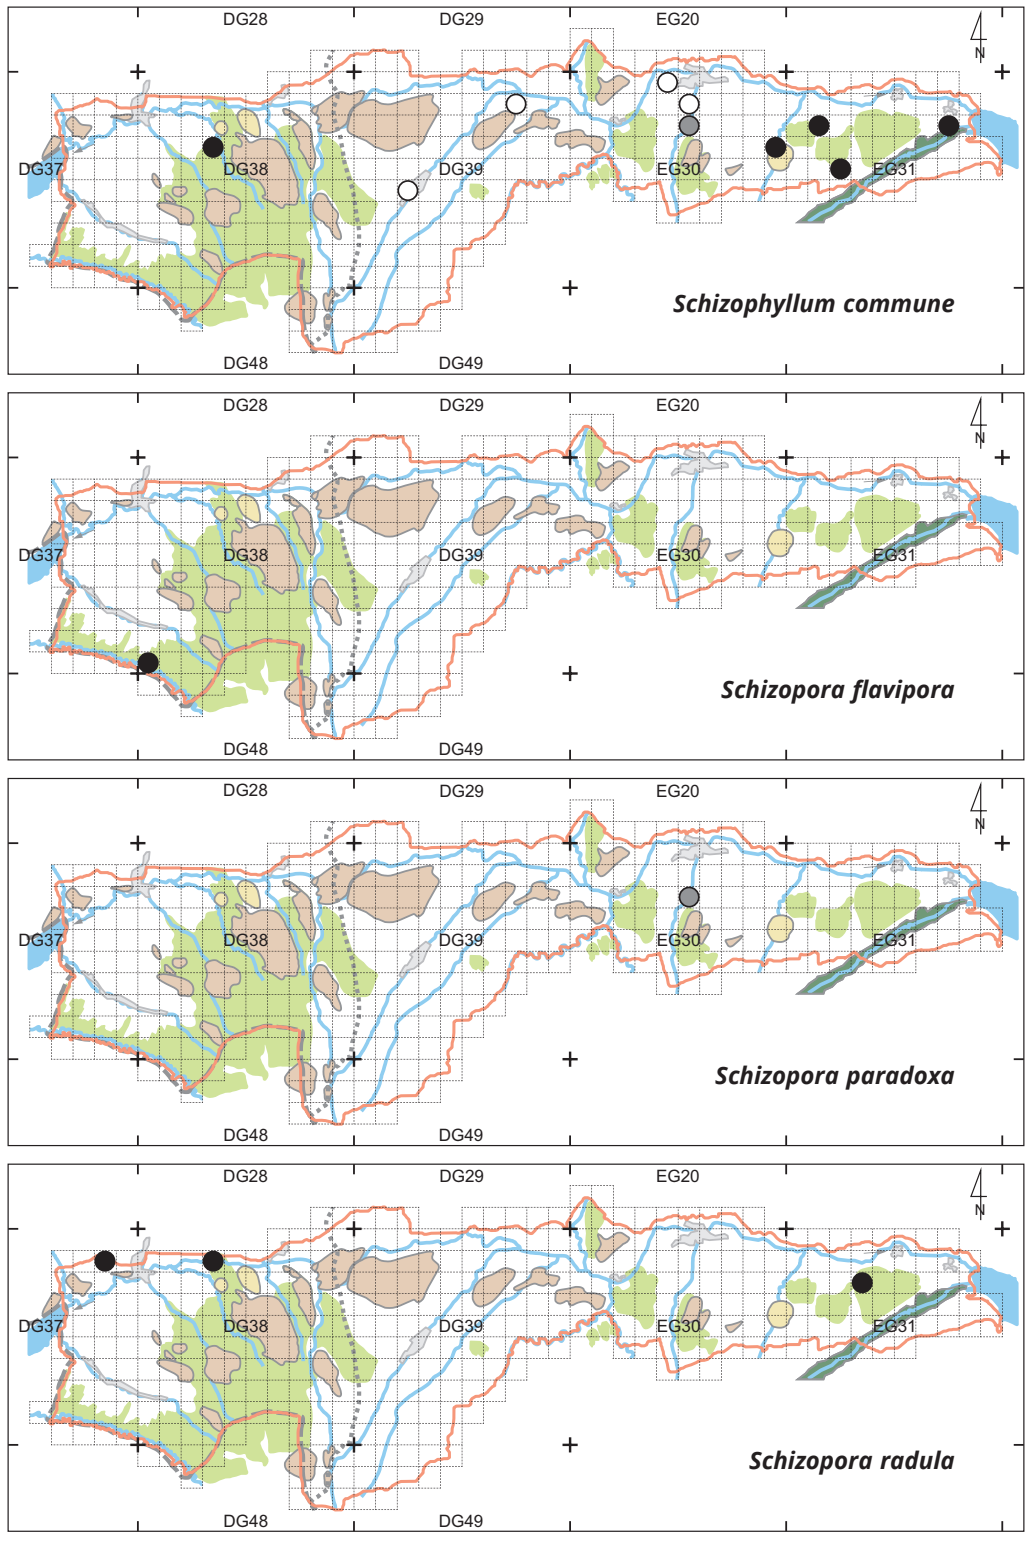 DG28 DG29 EG20
N
DG37 DG38 DG39 EG30 EG31
Schizophyllum commune
DG48 DG49
DG28 DG29 EG20
N
DG37 DG38 DG39 EG30 EG31
Schizopora flavipora
DG48 DG49
DG28 DG29 EG20
N
DG37 DG38 DG39 EG30 EG31
Schizopora paradoxa
DG48 DG49
DG28 DG29 EG20
N
DG37 DG38 DG39 EG30 EG31
Schizopora radula
DG48 DG49